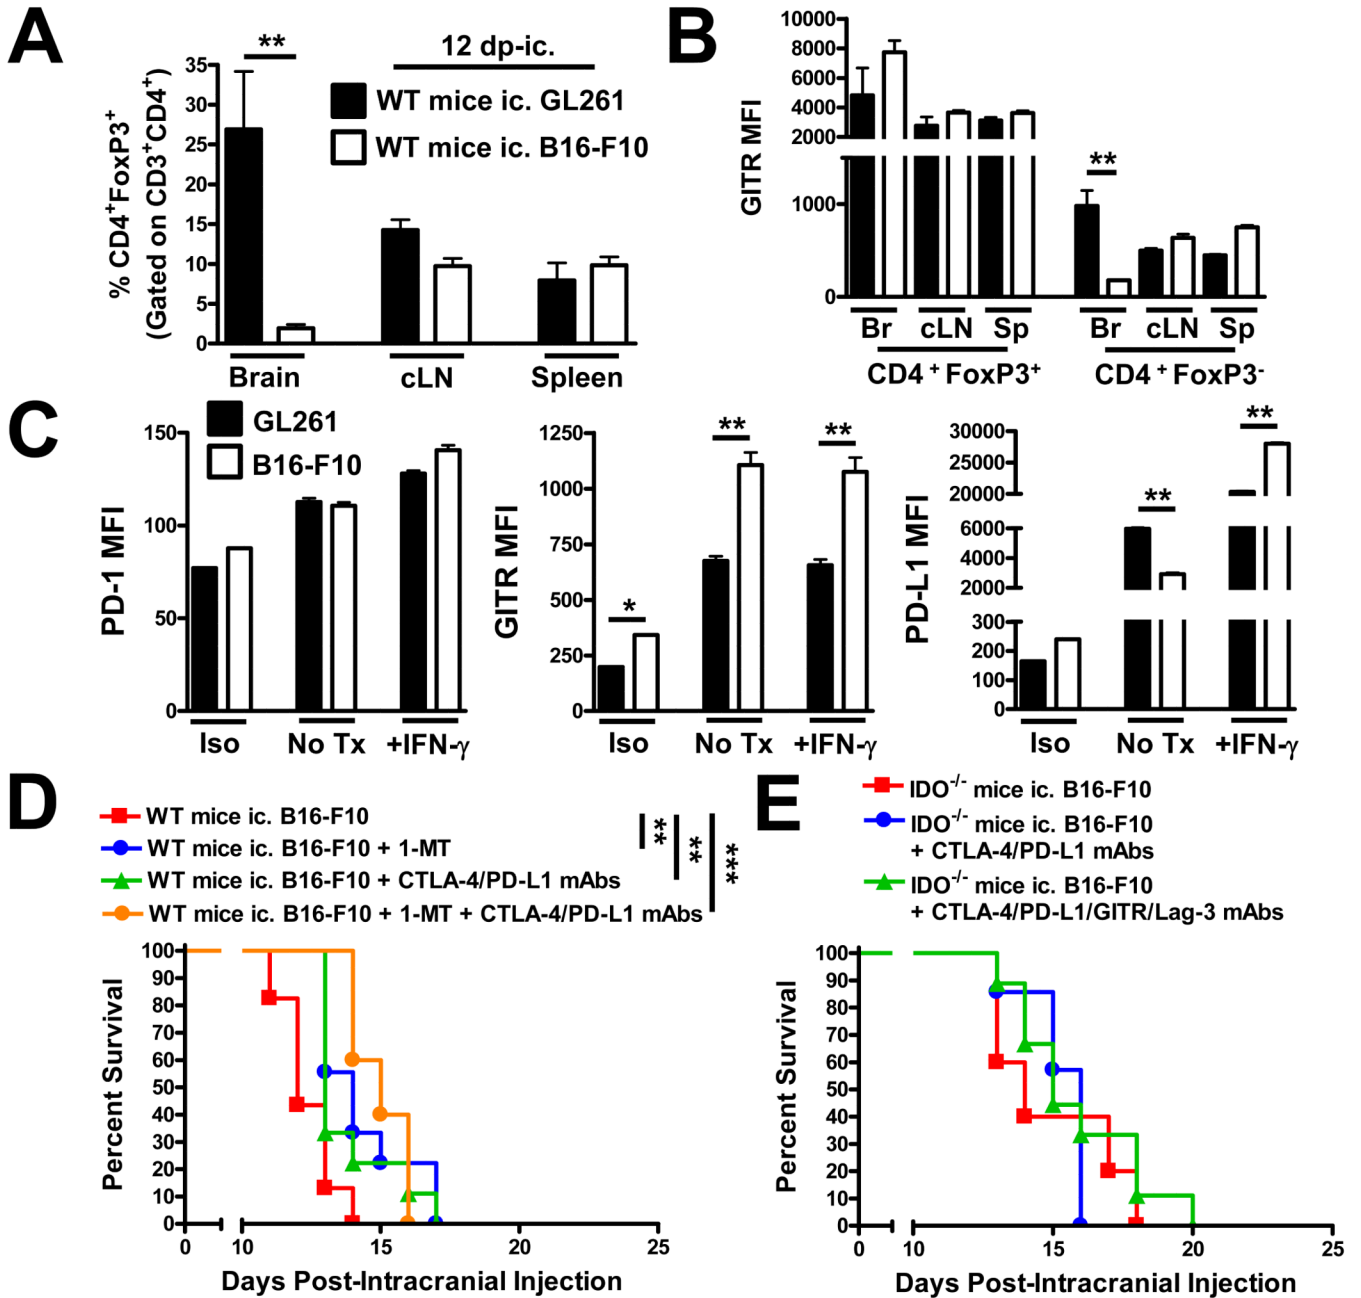 A
**
12 dp-ic.
WT mice ic. GL261
WT mice ic. B16-F10
% CD4+FoxP3+
(Gated on CD3+CD4+)
35
30
25
20
15
10
5
0
Brain
cLN
Spleen
B
GITR MFI
10000
8000
6000
4000
2000
1000
0
**
Br
cLN
Sp
Br
cLN
Sp
CD4 + FoxP3+
CD4 + FoxP3-
C
GL261
B16-F10
PD-1 MFI
150
100
50
0
Iso
No Tx
+IFN-γ
GITR MFI
1250
1000
750
500
250
0
*
**
**
Iso
No Tx
+IFN-γ
PD-L1 MFI
30000
25000
20000
6000
4000
2000
300
200
100
0
**
**
Iso
No Tx
+IFN-γ
D
WT mice ic. B16-F10
WT mice ic. B16-F10 + 1-MT
WT mice ic. B16-F10 + CTLA-4/PD-L1 mAbs
WT mice ic. B16-F10 + 1-MT + CTLA-4/PD-L1 mAbs
**
**
***
Percent Survival
100
90
80
70
60
50
40
30
20
10
0
0
10
15
20
25
Days Post-Intracranial Injection
E
IDO-/- mice ic. B16-F10
IDO-/- mice ic. B16-F10
+ CTLA-4/PD-L1 mAbs
IDO-/- mice ic. B16-F10
+ CTLA-4/PD-L1/GITR/Lag-3 mAbs
Percent Survival
100
90
80
70
60
50
40
30
20
10
0
0
10
15
20
25
Days Post-Intracranial Injection